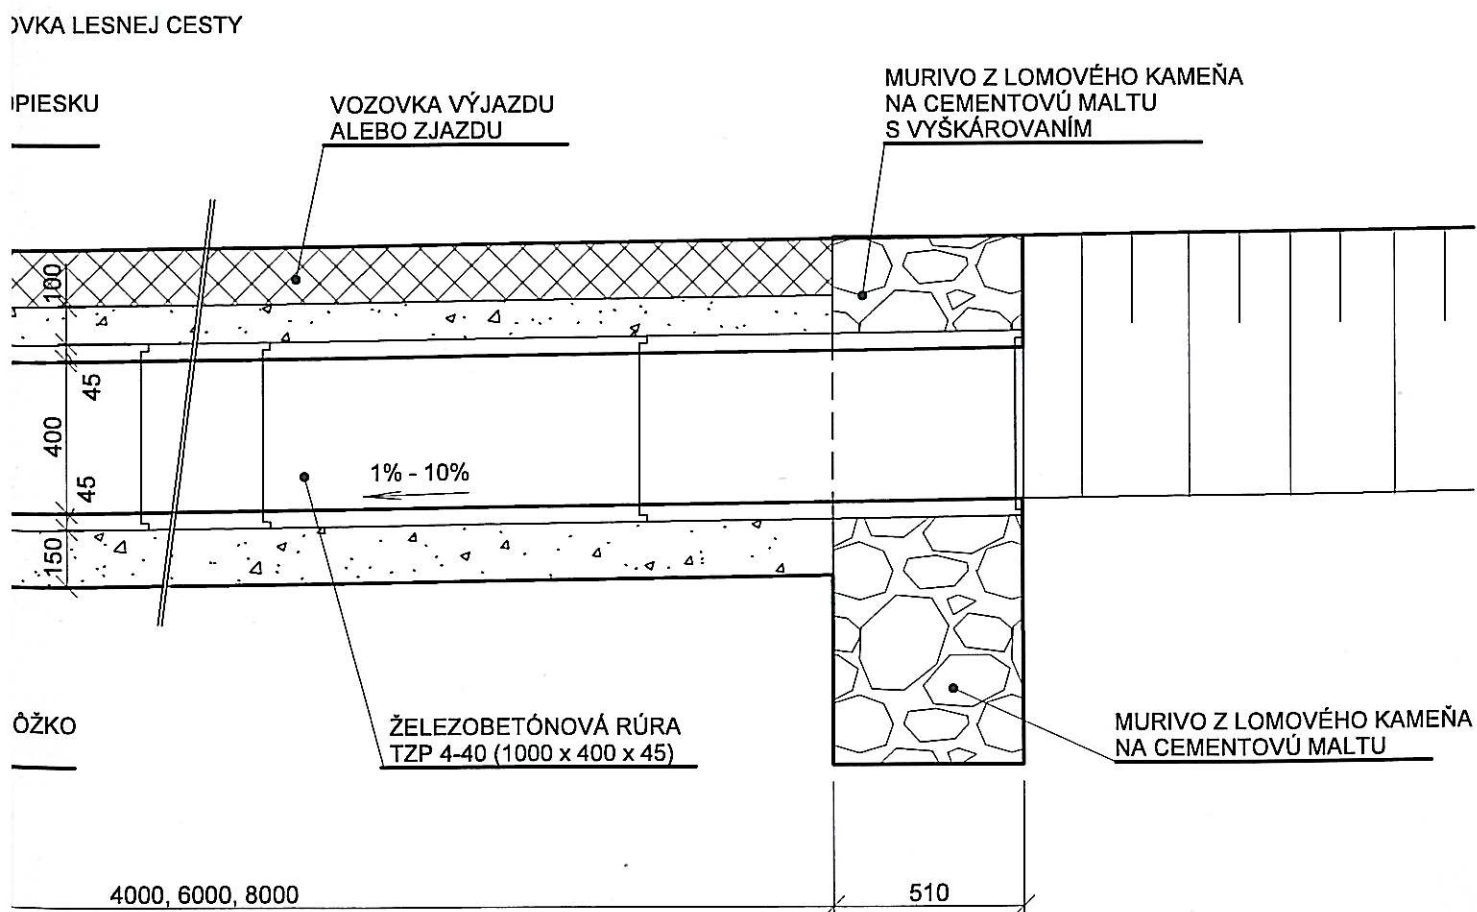 OVKA LESNEJ CESTY
OPIESKU
VOZOVKA VÝJAZDU
ALEBO ZJAZDU
MURIVO Z LOMOVÉHO KAMEŇA
NA CEMENTOVÚ MALTU
S VYŠKÁROVANÍM
100
45
400
45
150
1% - 10%
ÔŽKO
ŽELEZOBETÓNOVÁ RÚRA
TZP 4-40 (1000 x 400 x 45)
MURIVO Z LOMOVÉHO KAMEŇA
NA CEMENTOVÚ MALTU
4000, 6000, 8000
510